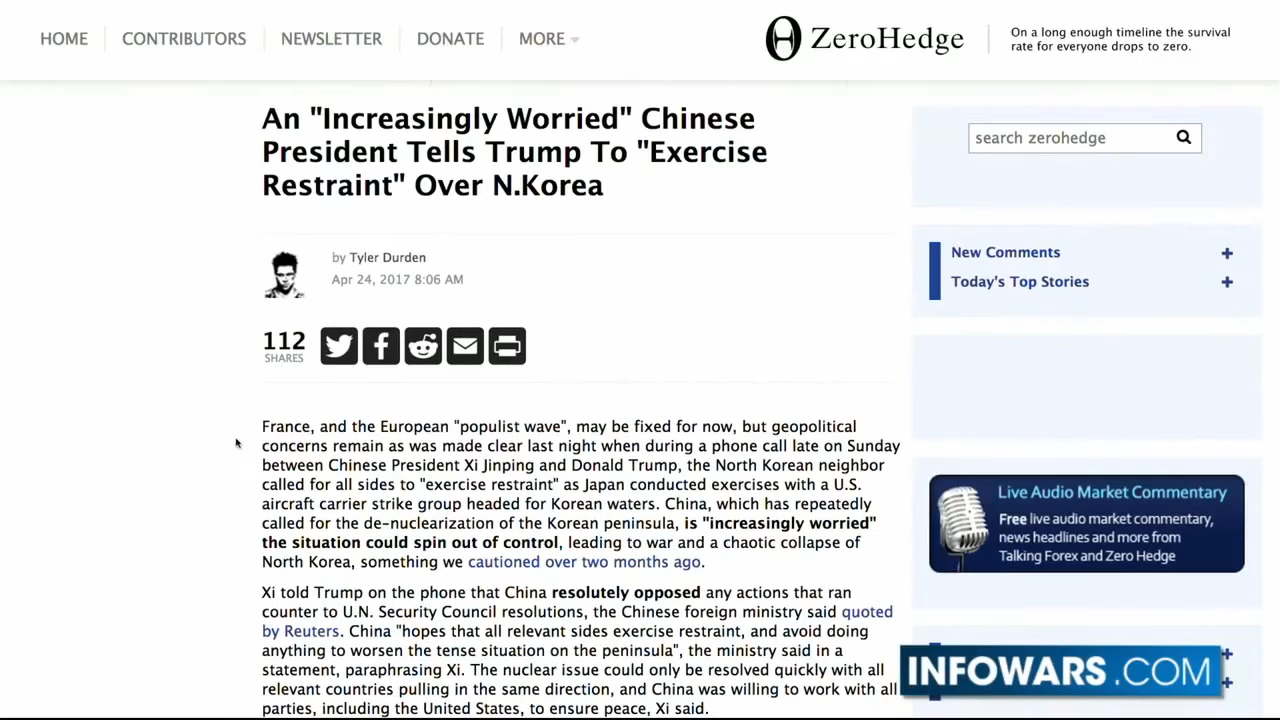 HOME
CONTRIBUTORS
NEWSLETTER
DONATE
MORE
ZeroHedge
On a long enough timeline the survival
rate for everyone drops to zero.
An "Increasingly Worried" Chinese
President Tells Trump To "Exercise
Restraint" Over N.Korea
by Tyler Durden
Apr 24, 2017 8:06 AM
112
SHARES
France, and the European "populist wave", may be fixed for now, but geopolitical
concerns remain as was made clear last night when during a phone call late on Sunday
between Chinese President Xi Jinping and Donald Trump, the North Korean neighbor
called for all sides to "exercise restraint" as Japan conducted exercises with a U.S.
aircraft carrier strike group headed for Korean waters. China, which has repeatedly
called for the de-nuclearization of the Korean peninsula, is "increasingly worried"
the situation could spin out of control, leading to war and a chaotic collapse of
North Korea, something we cautioned over two months ago.
Xi told Trump on the phone that China resolutely opposed any actions that ran
counter to U.N. Security Council resolutions, the Chinese foreign ministry said quoted
by Reuters. China "hopes that all relevant sides exercise restraint, and avoid doing
anything to worsen the tense situation on the peninsula", the ministry said in a
statement, paraphrasing Xi. The nuclear issue could only be resolved quickly with all
relevant countries pulling in the same direction, and China was willing to work with all
parties, including the United States, to ensure peace, Xi said.
search zerohedge
New Comments +
Today's Top Stories +
Live Audio Market Commentary
Free live audio market commentary,
news headlines and more from
Talking Forex and Zero Hedge
+
+
INFOWARS.COM